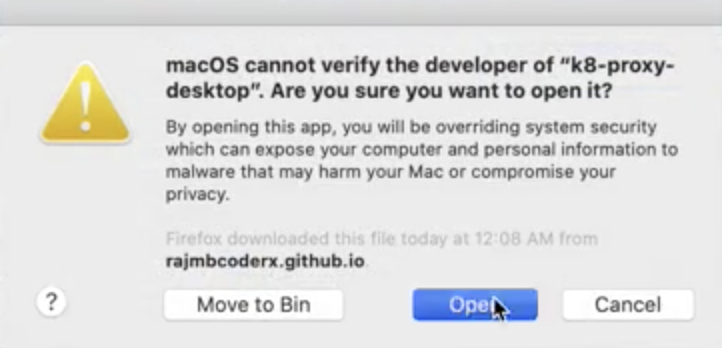 macOS cannot verify the developer of “k8-proxy-
desktop”. Are you sure you want to open it?
By opening this app, you will be overriding system security
which can expose your computer and personal information to
malware that may harm your Mac or compromise your
privacy.
Firefox downloaded this file today at 12:08 AM from
rajmbcoderx.github.io
? Move to Bin Open Cancel